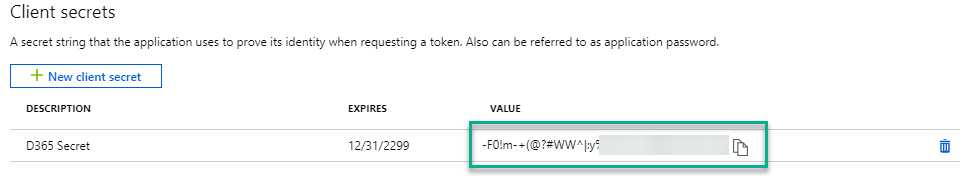 Client secrets
A secret string that the application uses to prove its identity when requesting a token. Also can be referred to as application password.
+ New client secret
DESCRIPTION EXPIRES VALUE
D365 Secret 12/31/2299 -F0!m-+(@?#WW^|;y